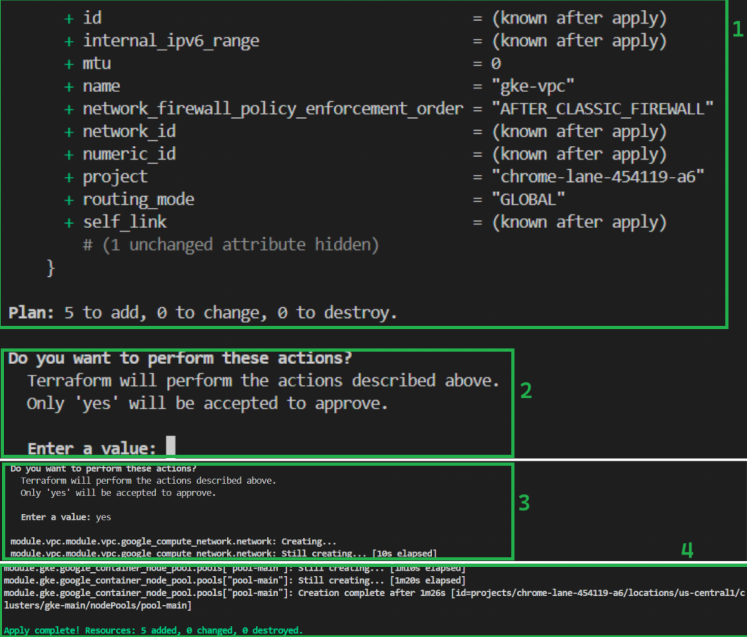 + id = (known after apply)
+ internal_ipv6_range = (known after apply)
+ mtu = 0
+ name = "gke-vpc"
+ network_firewall_policy_enforcement_order = "AFTER_CLASSIC_FIREWALL"
+ network_id = (known after apply)
+ numeric_id = (known after apply)
+ project = "chrome-lane-454119-a6"
+ routing_mode = "GLOBAL"
+ self_link = (known after apply)
# (1 unchanged attribute hidden)
}
Plan: 5 to add, 0 to change, 0 to destroy.
1
Do you want to perform these actions?
Terraform will perform the actions described above.
Only 'yes' will be accepted to approve.
Enter a value:
2
Do you want to perform these actions?
Terraform will perform the actions described above.
Only 'yes' will be accepted to approve.
Enter a value: yes
module.vpc.module.vpc.google_compute_network.network: Creating...
module.vpc.module.vpc.google_compute_network.network: Still creating... [10s elapsed]
3
4
module.gke.google_container_node_pool.pools["pool-main"]: Still creating... [1m10s elapsed]
module.gke.google_container_node_pool.pools["pool-main"]: Still creating... [1m20s elapsed]
module.gke.google_container_node_pool.pools["pool-main"]: Creation complete after 1m26s [id=projects/chrome-lane-454119-a6/locations/us-central1/c
lusters/gke-main/nodePools/pool-main]
Apply complete! Resources: 5 added, 0 changed, 0 destroyed.